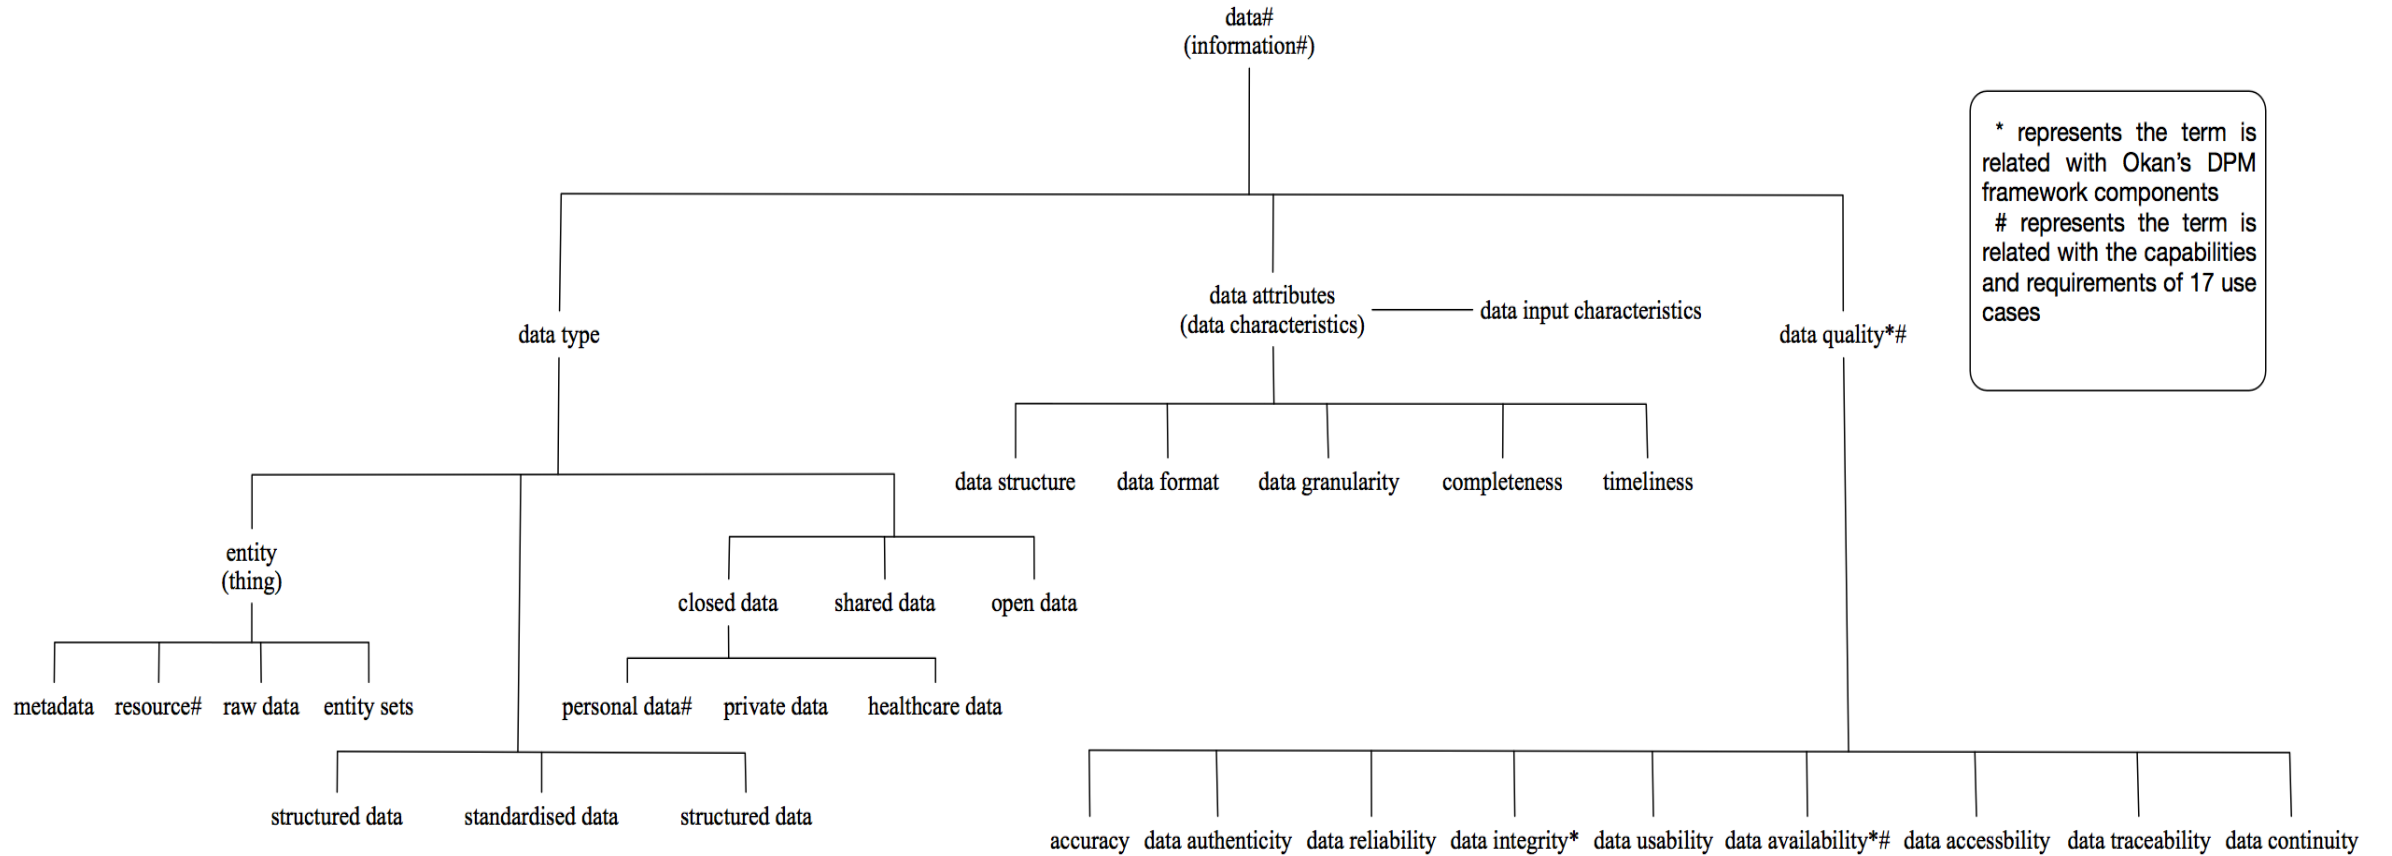 data#
(information#)
* represents the term is
related with Okan's DPM
framework components
# represents the term is
related with the capabilities
and requirements of 17 use
cases
data type
data attributes
(data characteristics)
data input characteristics
data quality*#
data structure
data format
data granularity
completeness
timeliness
entity
(thing)
closed data
shared data
open data
metadata
resource#
raw data
entity sets
personal data#
private data
healthcare data
structured data
standardised data
structured data
accuracy
data authenticity
data reliability
data integrity*
data usability
data availability*#
data accessbility
data traceability
data continuity